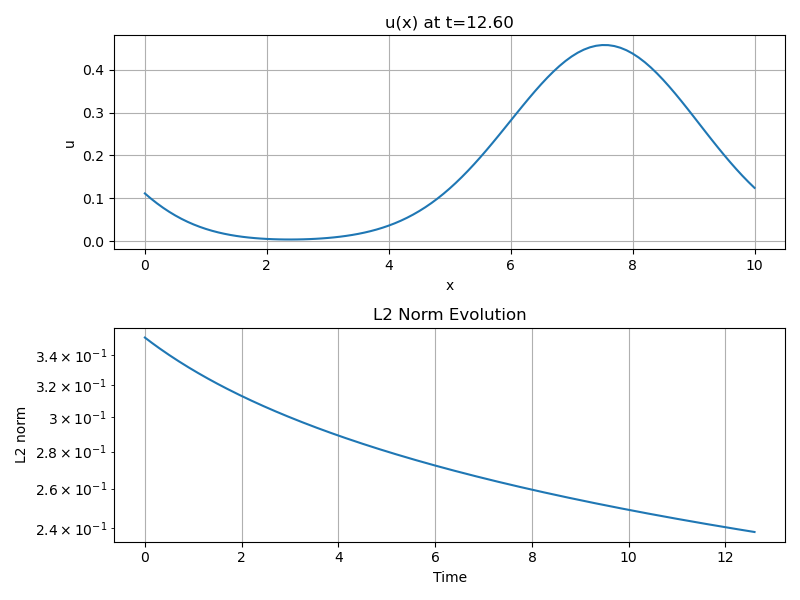 u(x) at t=12.60
0.4
0.3
0.2
0.1
0.0
u
0 2 4 6 8 10
x
L2 Norm Evolution
3.4 × 10⁻¹
3.2 × 10⁻¹
3 × 10⁻¹
2.8 × 10⁻¹
2.6 × 10⁻¹
2.4 × 10⁻¹
L2 norm
0 2 4 6 8 10 12
Time